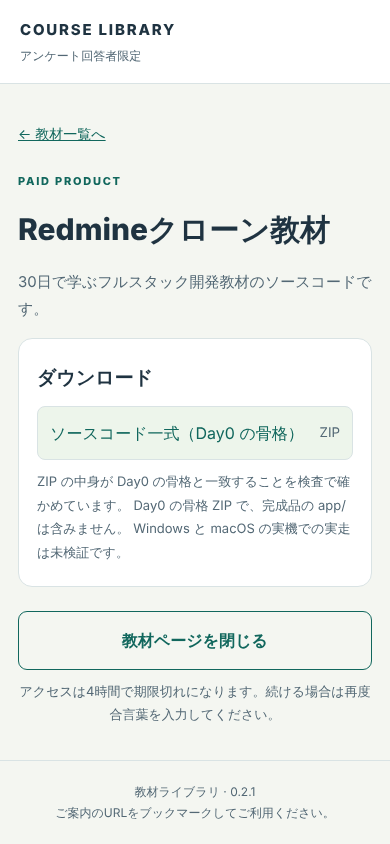 COURSE LIBRARY
アンケート回答者限定
← 教材一覧へ
PAID PRODUCT
Redmineクローン教材
30日で学ぶフルスタック開発教材のソースコードで
す。
ダウンロード
ソースコード一式（Day0 の骨格） ZIP
ZIP の中身が Day0 の骨格と一致することを検査で確
かめています。 Day0 の骨格 ZIP で、完成品の app/
は含みません。 Windows と macOS の実機での実走
は未検証です。
教材ページを閉じる
アクセスは4時間で期限切れになります。続ける場合は再度
合言葉を入力してください。
教材ライブラリ · 0.2.1
ご案内のURLをブックマークしてご利用ください。